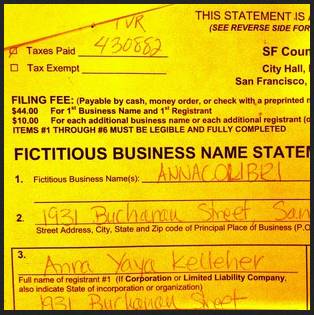 TVR
THIS STATEMENT IS
(SEE REVERSE SIDE FOR
Taxes Paid 430882
SF Coun
Tax Exempt
City Hall,
San Francisco,
FILING FEE: (Payable by cash, money order, or check with a preprinted
$44.00 For 1st Business Name and 1st Registrant
$10.00 For each additional business name or each additional registrant
ITEMS #1 THROUGH #6 MUST BE LEGIBLE AND FULLY COMPLETED
FICTITIOUS BUSINESS NAME STATEM
1. Fictitious Business Name(s): ANNACOLIBRI
2. 1931 Buchanan Street San
Street Address, City, State and Zip code of Principal Place of Business (P.O
3. Anna Yaya Kelleher
Full name of registrant #1 (If Corporation or Limited Liability Company,
also indicate State of incorporation or organization)
1931 Buchanan Street